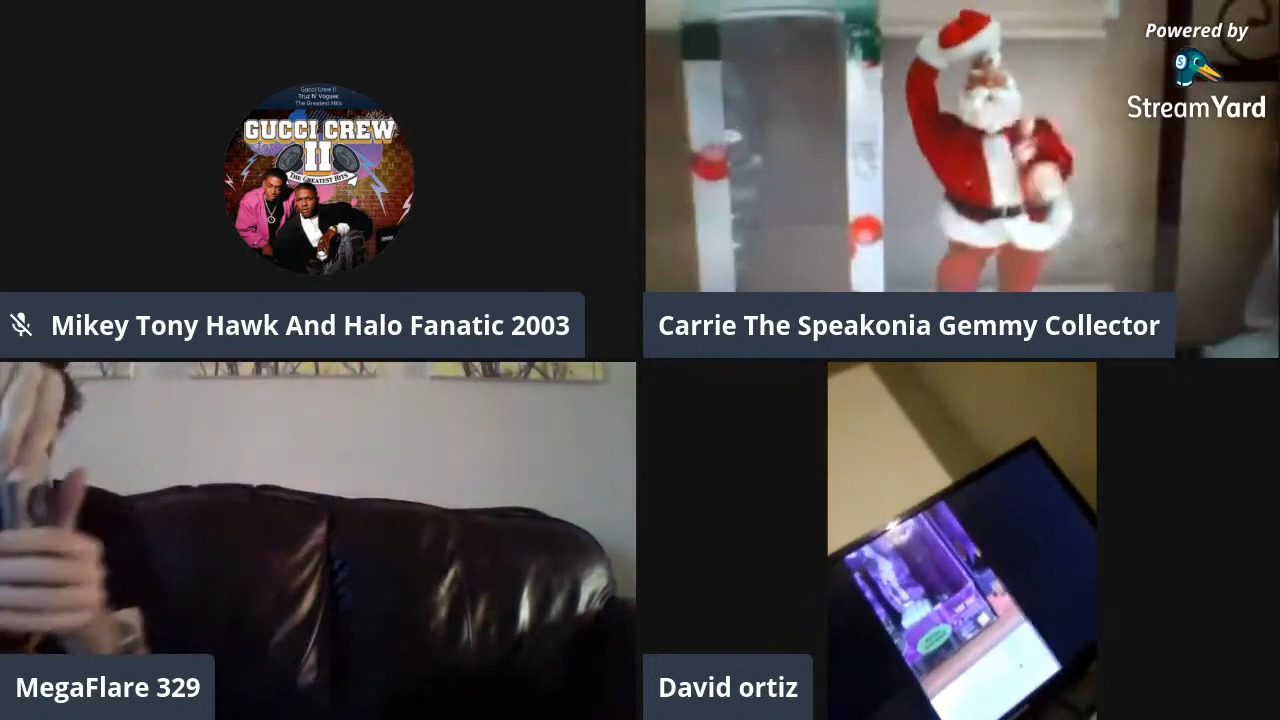 Gucci Crew II
Truz N' Vogues
The Greatest Hits
GUCCI CREW
II
THE GREATEST HITS
Powered by
StreamYard
Mikey Tony Hawk And Halo Fanatic 2003
Carrie The Speakonia Gemmy Collector
MegaFlare 329
David ortiz